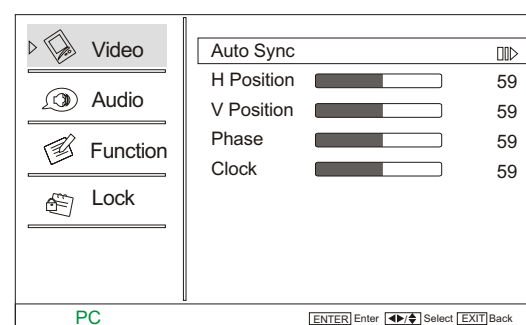 Video
Audio
Function
Lock
Auto Sync
H Position 59
V Position 59
Phase 59
Clock 59
PC
ENTER Enter ◀▶/▲▼ Select EXIT Back